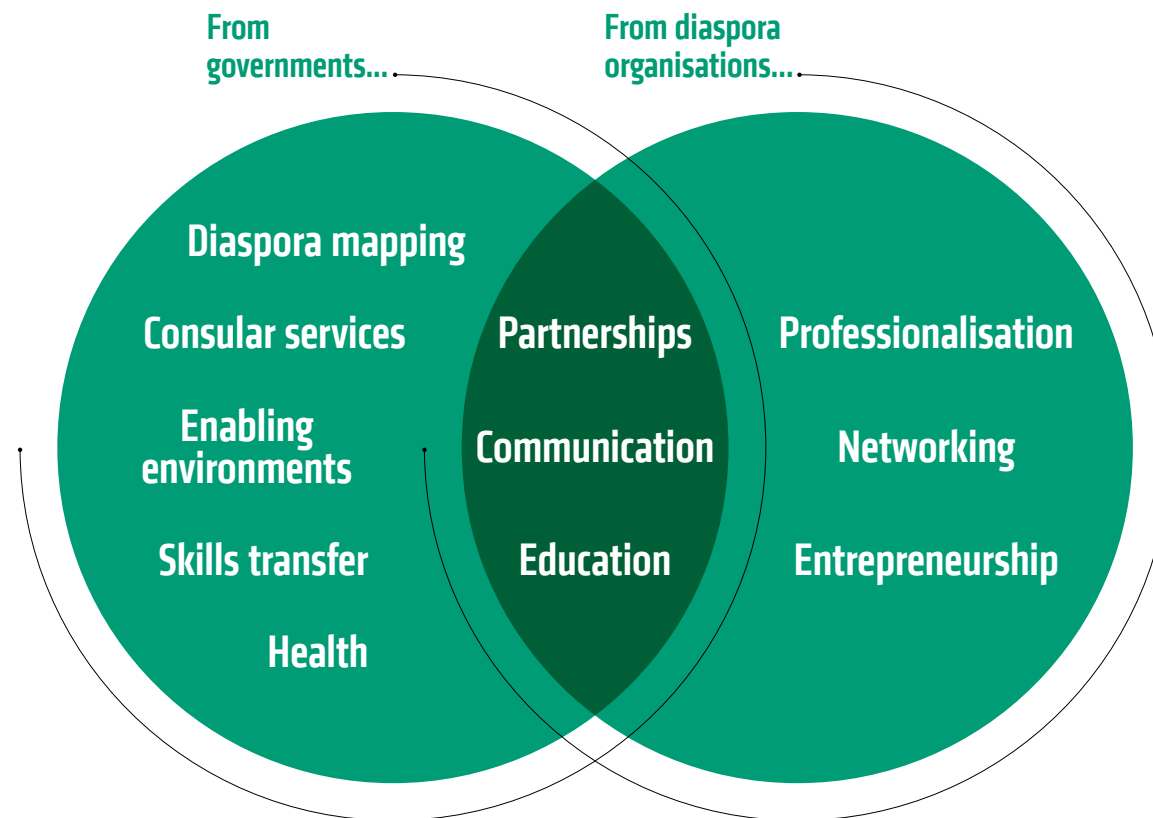 From
governments...
From diaspora
organisations...
Diaspora mapping
Consular services
Enabling
environments
Skills transfer
Health
Partnerships
Communication
Education
Professionalisation
Networking
Entrepreneurship